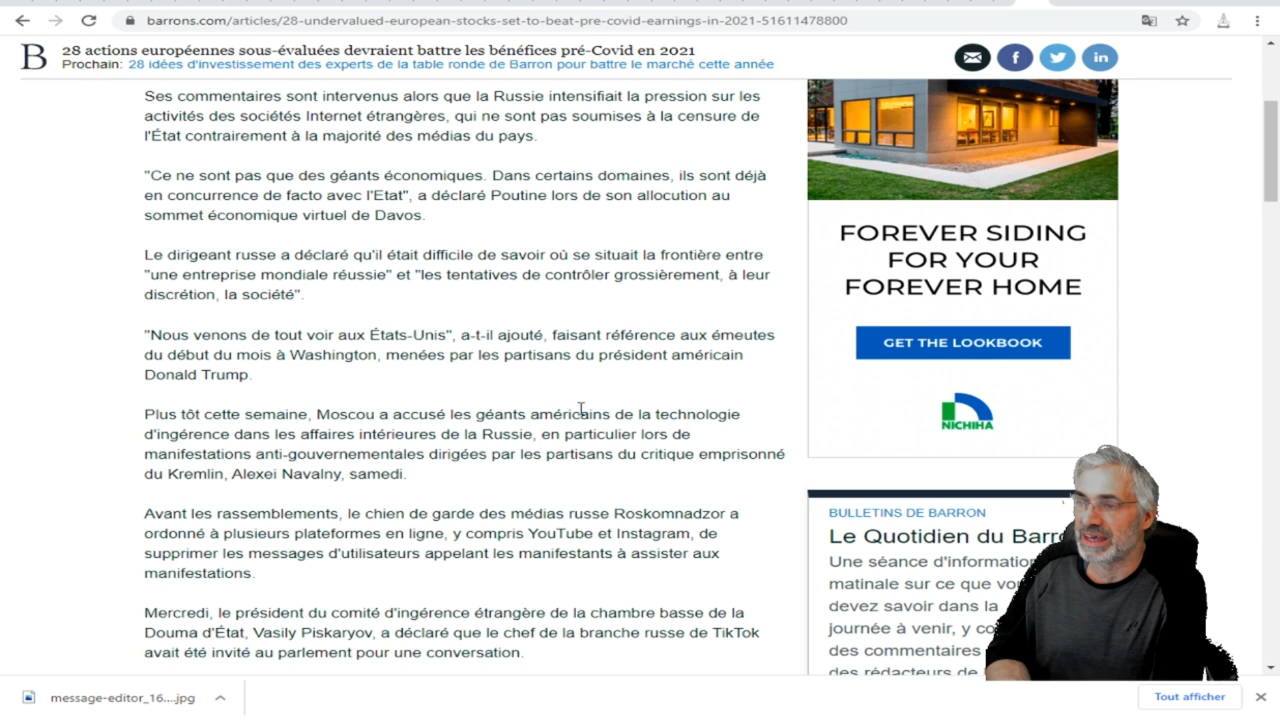 barrons.com/articles/28-undervalued-european-stocks-set-to-beat-pre-covid-earnings-in-2021-51611478800
B
28 actions européennes sous-évaluées devraient battre les bénéfices pré-Covid en 2021
Prochain: 28 idées d'investissement des experts de la table ronde de Barron pour battre le marché cette année
f
in
Ses commentaires sont intervenus alors que la Russie intensifiait la pression sur les
activités des sociétés Internet étrangères, qui ne sont pas soumises à la censure de
l'État contrairement à la majorité des médias du pays.
"Ce ne sont pas que des géants économiques. Dans certains domaines, ils sont déjà
en concurrence de facto avec l'Etat", a déclaré Poutine lors de son allocution au
sommet économique virtuel de Davos.
Le dirigeant russe a déclaré qu'il était difficile de savoir où se situait la frontière entre
"une entreprise mondiale réussie" et "les tentatives de contrôler grossièrement, à leur
discrétion, la société".
"Nous venons de tout voir aux États-Unis", a-t-il ajouté, faisant référence aux émeutes
du début du mois à Washington, menées par les partisans du président américain
Donald Trump.
Plus tôt cette semaine, Moscou a accusé les géants américains de la technologie
d'ingérence dans les affaires intérieures de la Russie, en particulier lors de
manifestations anti-gouvernementales dirigées par les partisans du critique emprisonné
du Kremlin, Alexei Navalny, samedi.
Avant les rassemblements, le chien de garde des médias russe Roskomnadzor a
ordonné à plusieurs plateformes en ligne, y compris YouTube et Instagram, de
supprimer les messages d'utilisateurs appelant les manifestants à assister aux
manifestations.
Mercredi, le président du comité d'ingérence étrangère de la chambre basse de la
Douma d'État, Vasily Piskaryov, a déclaré que le chef de la branche russe de TikTok
avait été invité au parlement pour une conversation.
FOREVER SIDING
FOR YOUR
FOREVER HOME
GET THE LOOKBOOK
NICHIHA
BULLETINS DE BARRON
Le Quotidien du
Une séance
matinale sur ce que
devez savoir dans la
journée à venir, y
des commentaires
des rédacteurs de
message-editor_16....jpg
Tout afficher